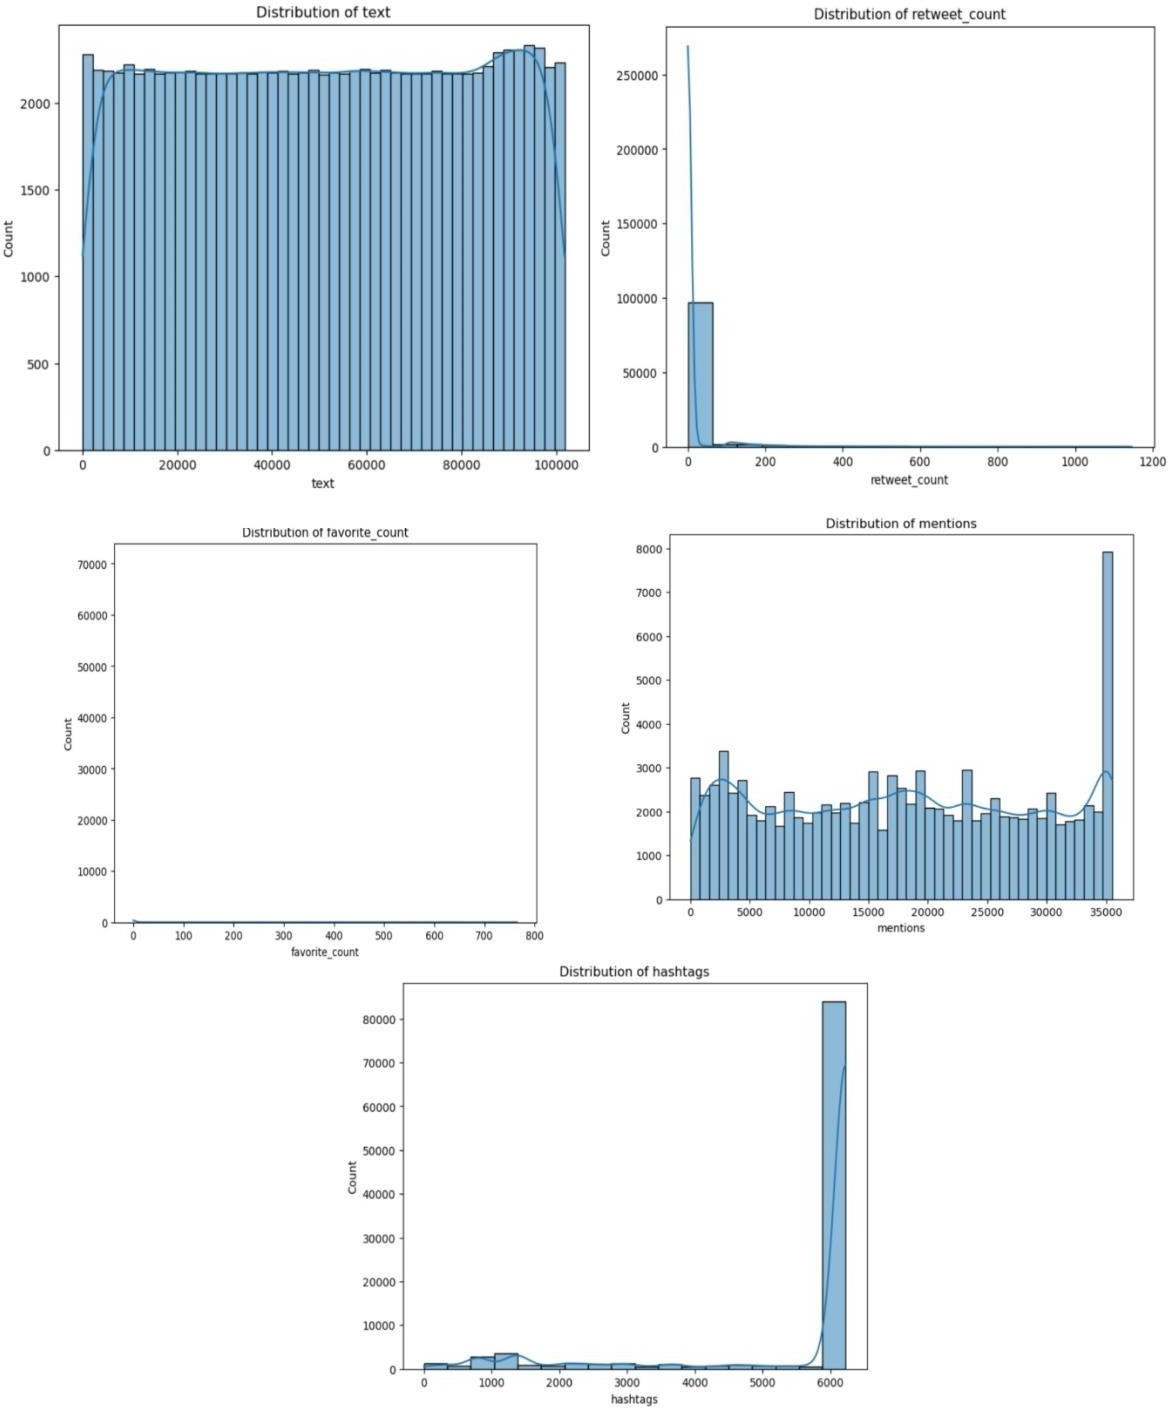 Distribution of text
2000
1500
1000
500
0
Count
0 20000 40000 60000 80000 100000
text
Distribution of retweet_count
250000
200000
150000
100000
50000
0
Count
0 200 400 600 800 1000 1200
retweet_count
Distribution of favorite_count
70000
60000
50000
40000
30000
20000
10000
0
Count
0 100 200 300 400 500 600 700 800
favorite_count
Distribution of mentions
8000
7000
6000
5000
4000
3000
2000
1000
0
Count
0 5000 10000 15000 20000 25000 30000 35000
mentions
Distribution of hashtags
80000
70000
60000
50000
40000
30000
20000
10000
0
Count
0 1000 2000 3000 4000 5000 6000
hashtags